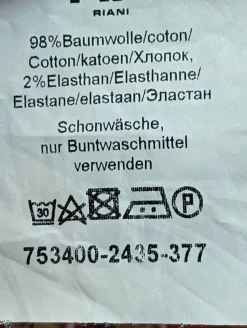 RIANI
98%Baumwolle/coton/
Cotton/katoen/Хлопок,
2%Elasthan/Elasthanne/
Elastane/elastaan/Эластан
Schonwäsche,
nur Buntwaschmittel
verwenden
30 P
753400-2435-377